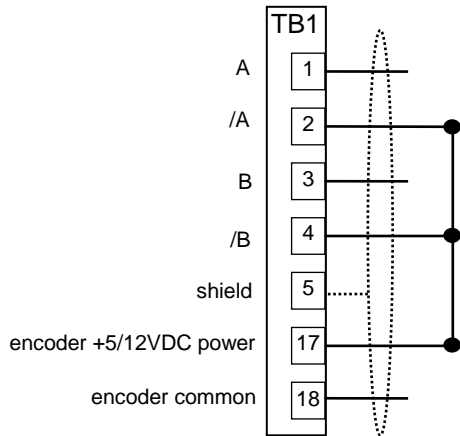 TB1
A 1
/A 2
B 3
/B 4
shield 5
encoder +5/12VDC power 17
encoder common 18